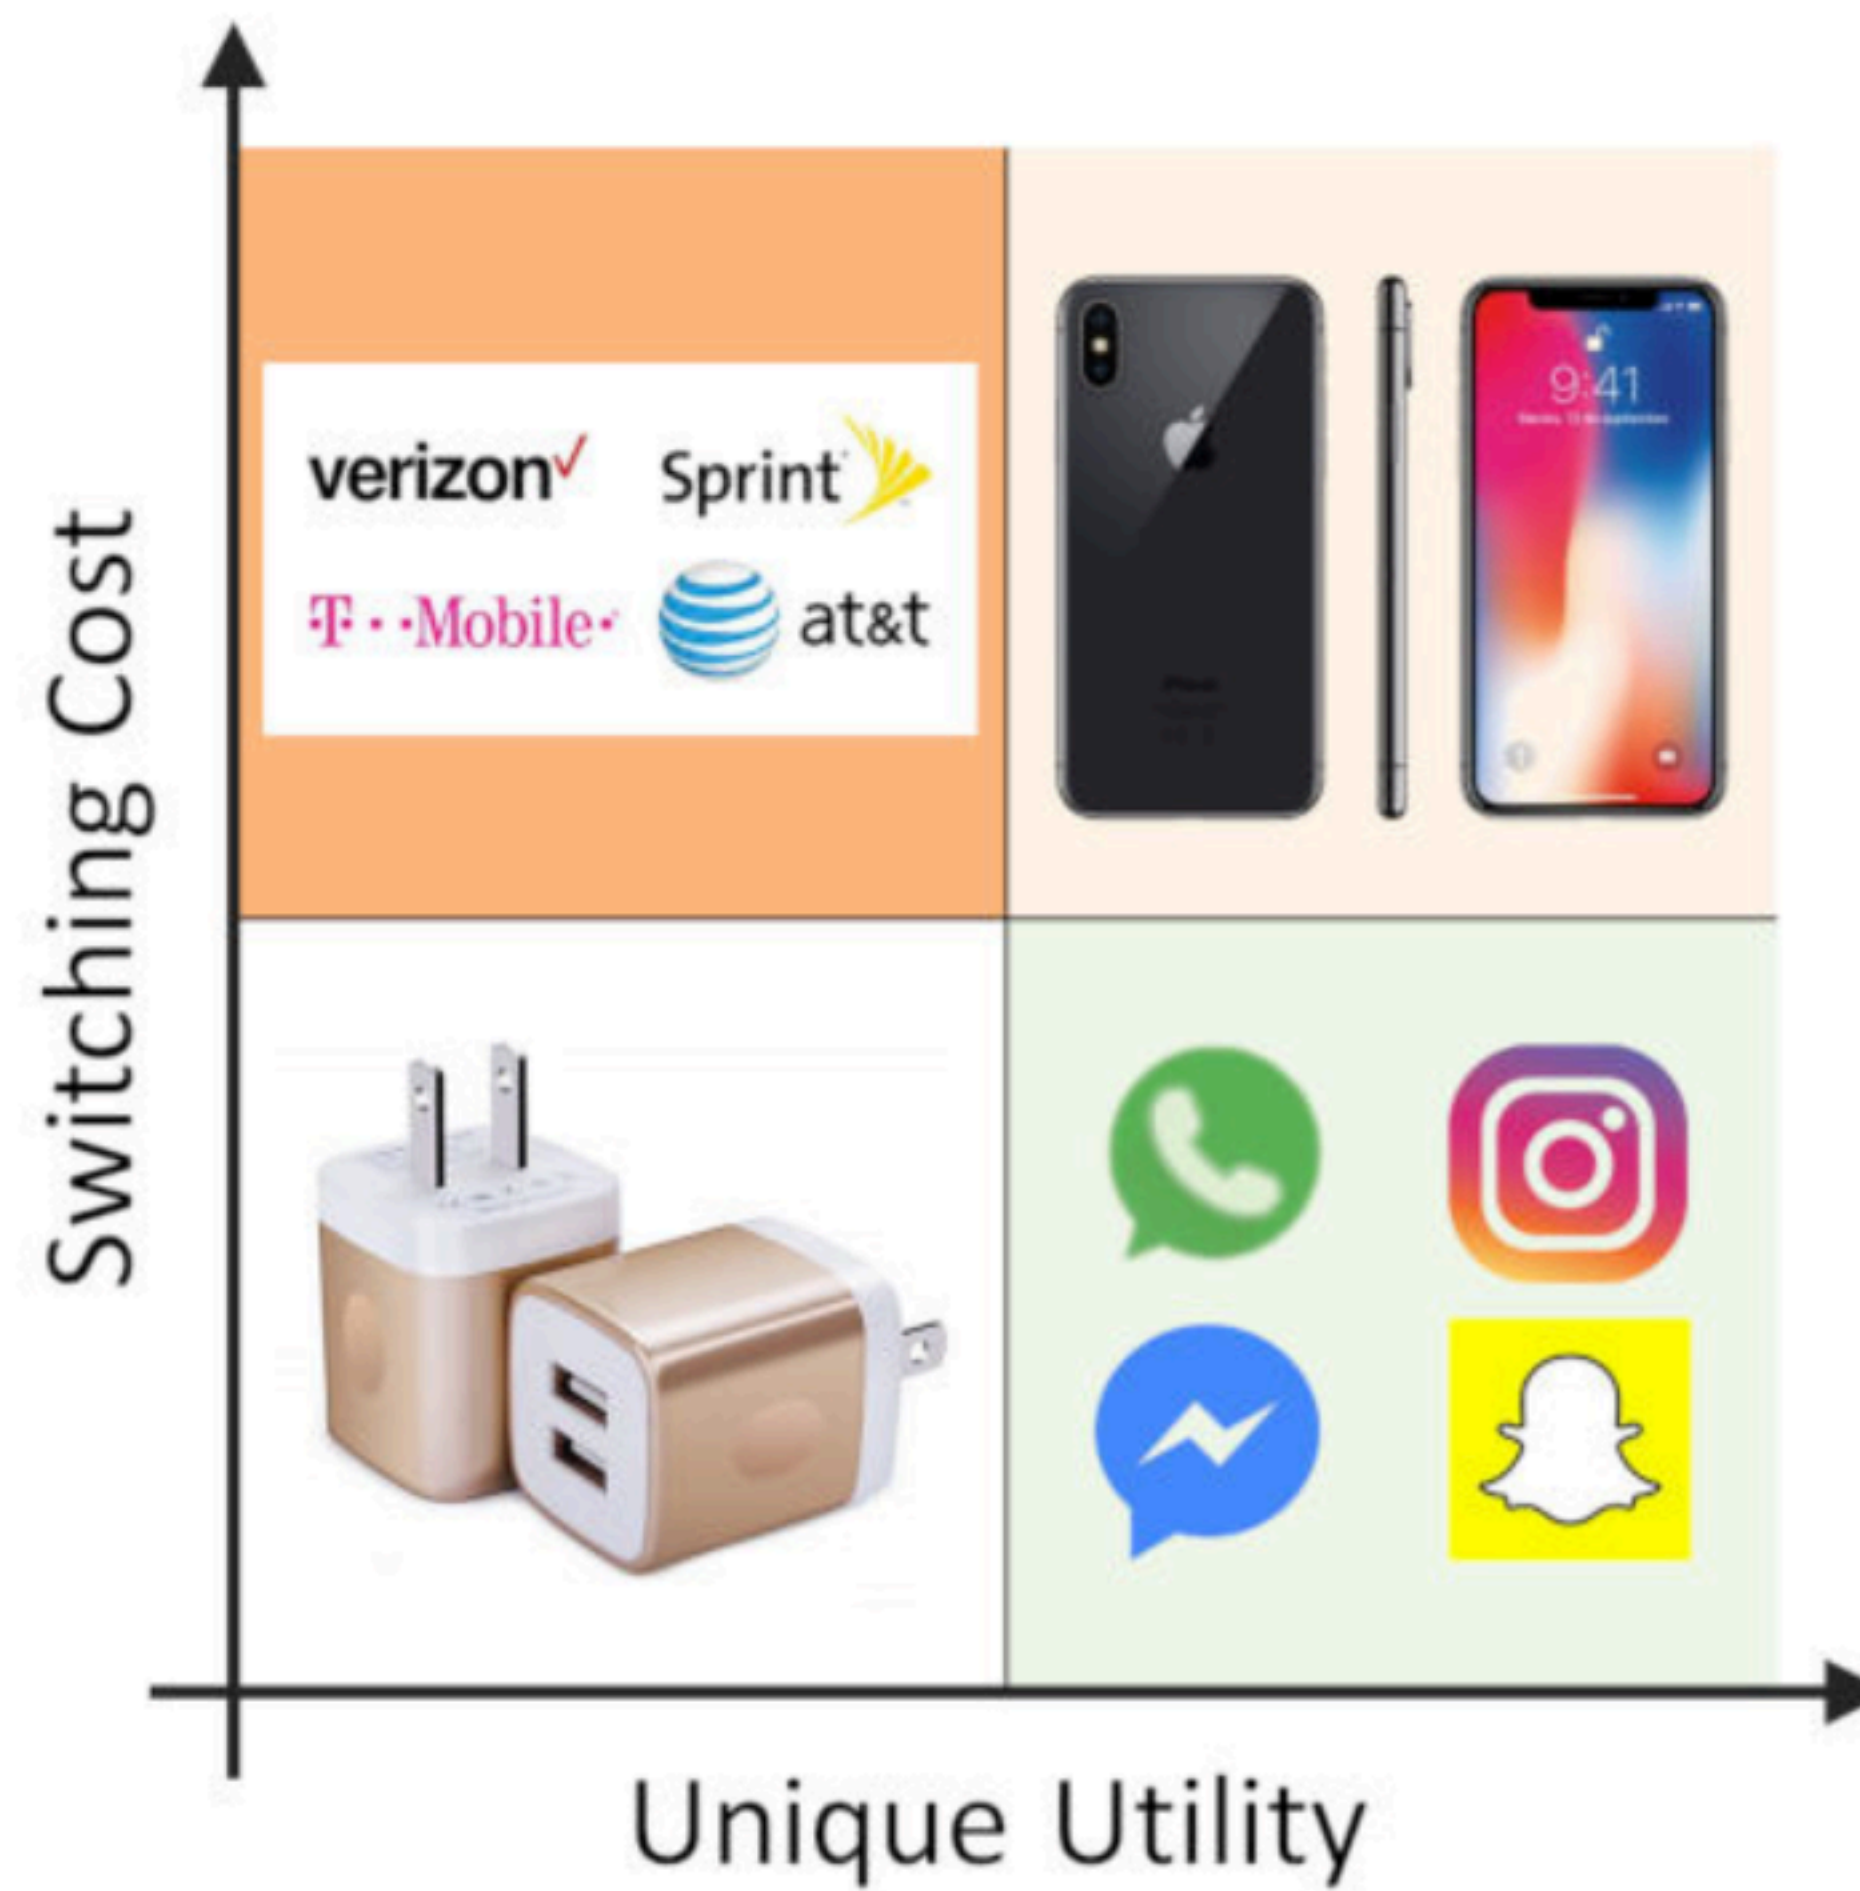 Switching Cost
verizon✓ Sprint
T··Mobile· at&t
9:41
Unique Utility